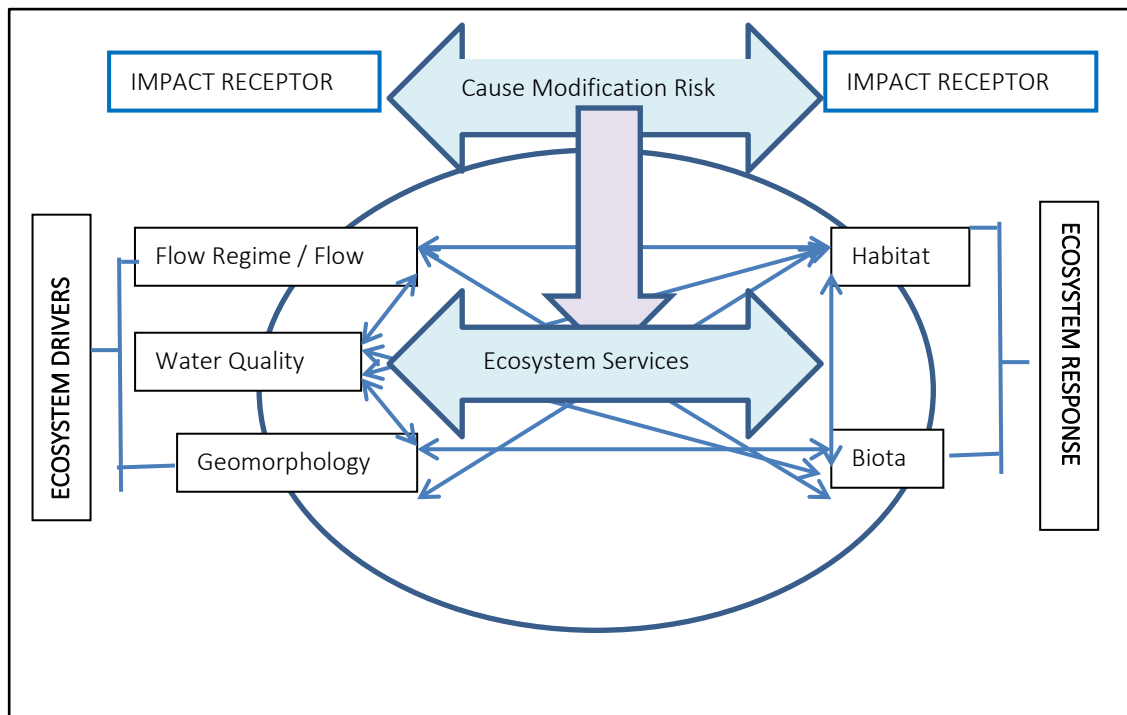 IMPACT RECEPTOR
Cause Modification Risk
IMPACT RECEPTOR
ECOSYSTEM DRIVERS
Flow Regime / Flow
Water Quality
Geomorphology
Ecosystem Services
Habitat
Biota
ECOSYSTEM RESPONSE